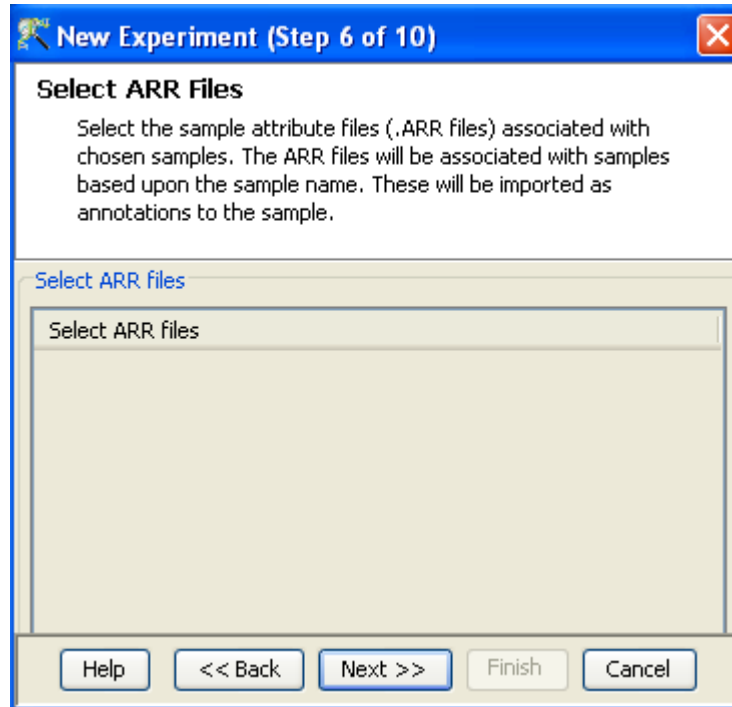 New Experiment (Step 6 of 10)
Select ARR Files
Select the sample attribute files (.ARR files) associated with
chosen samples. The ARR files will be associated with samples
based upon the sample name. These will be imported as
annotations to the sample.
Select ARR files
Select ARR files
Help << Back Next >> Finish Cancel